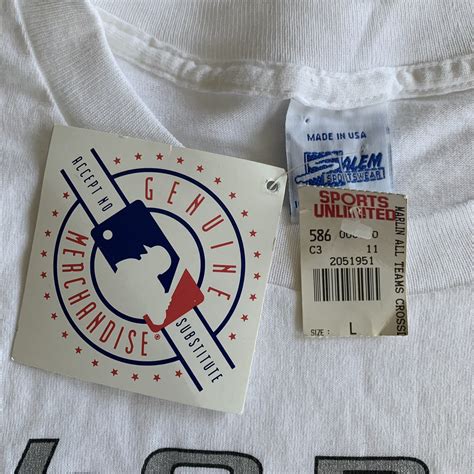 ACCEPT NO
GENUINE
MERCHANDISE®
SUBSTITUTE
MADE IN USA
SALEM
SPORTSWEAR
SPORTS
UNLIMITED
586
C3 11
2051951
SIZE: L
MARLIN ALL TEAMS